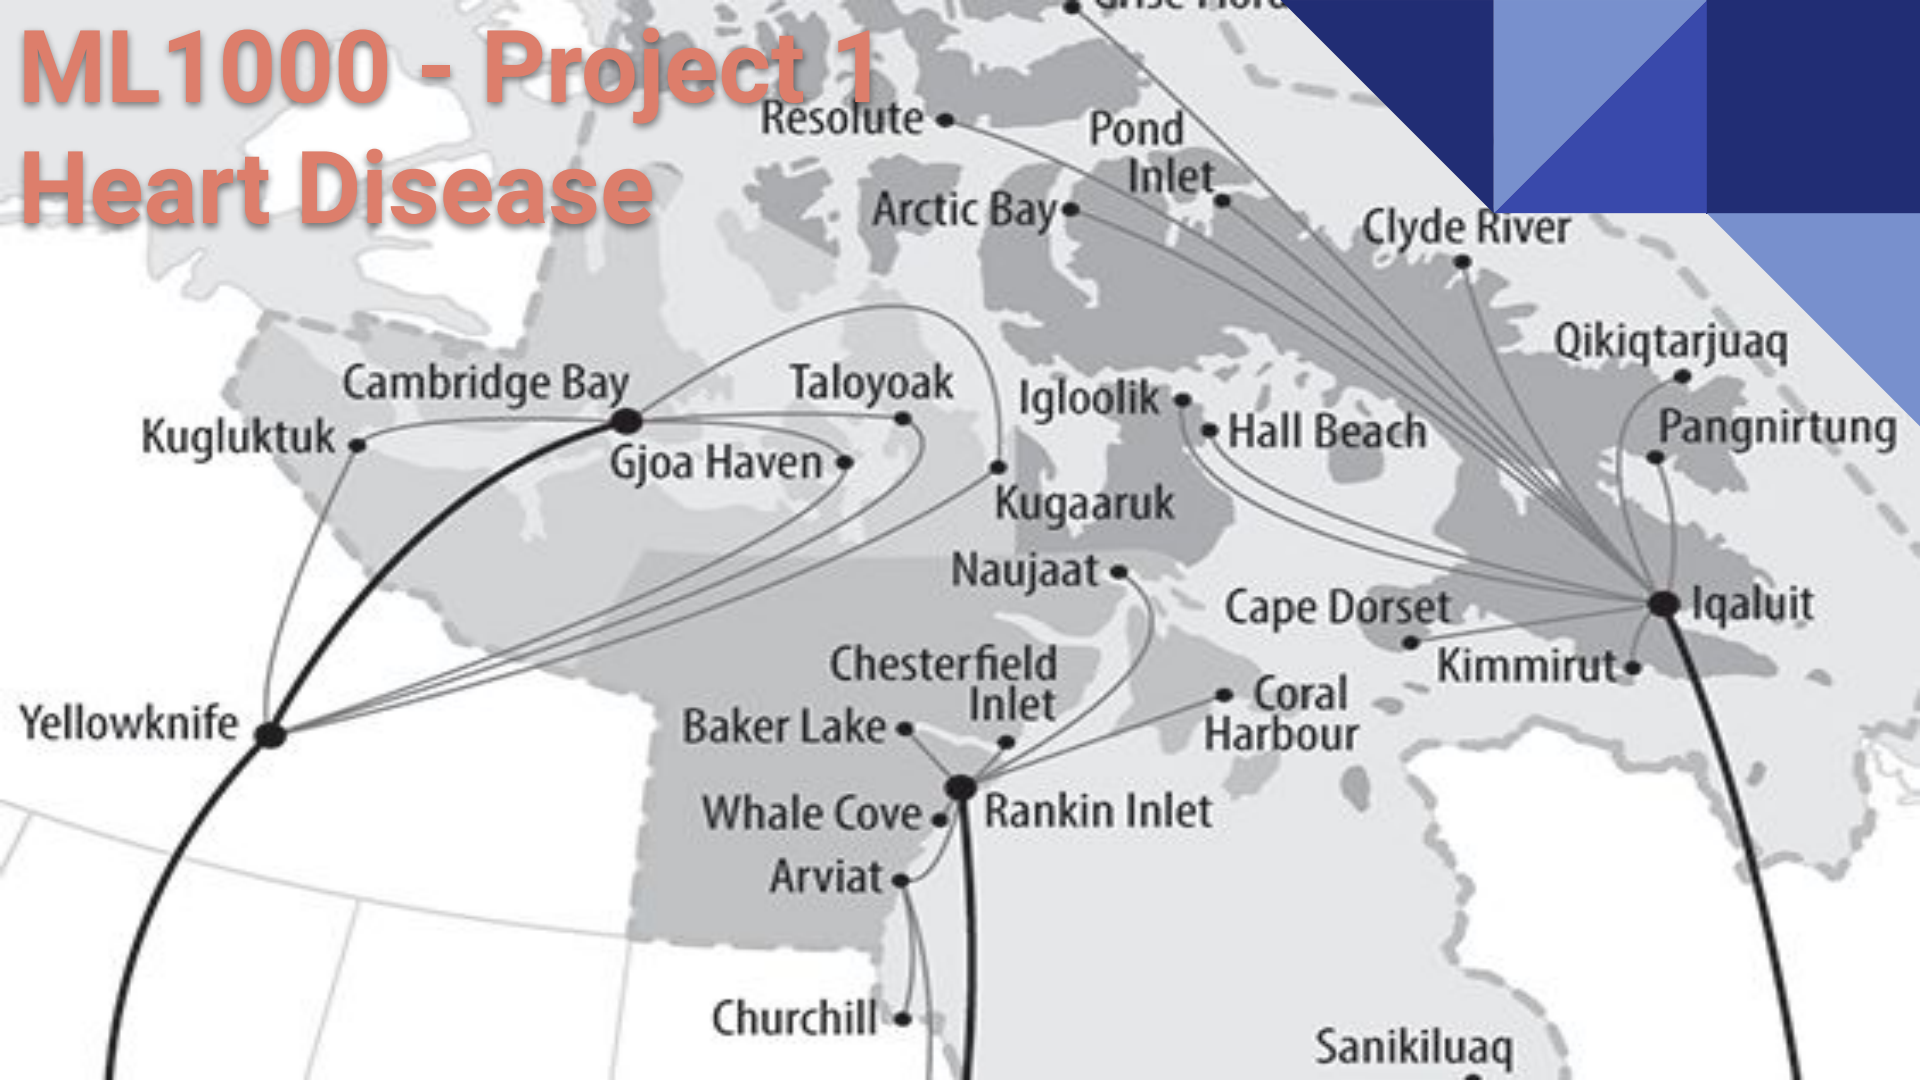 ML1000 - Project 1
Heart Disease
Grise Fiord
Resolute
Pond
Inlet
Arctic Bay
Clyde River
Qikiqtarjuaq
Cambridge Bay
Taloyoak
Igloolik
Hall Beach
Pangnirtung
Kugluktuk
Gjoa Haven
Kugaaruk
Naujaat
Cape Dorset
Iqaluit
Chesterfield
Inlet
Kimmirut
Coral
Harbour
Yellowknife
Baker Lake
Whale Cove
Rankin Inlet
Arviat
Churchill
Sanikiluaq